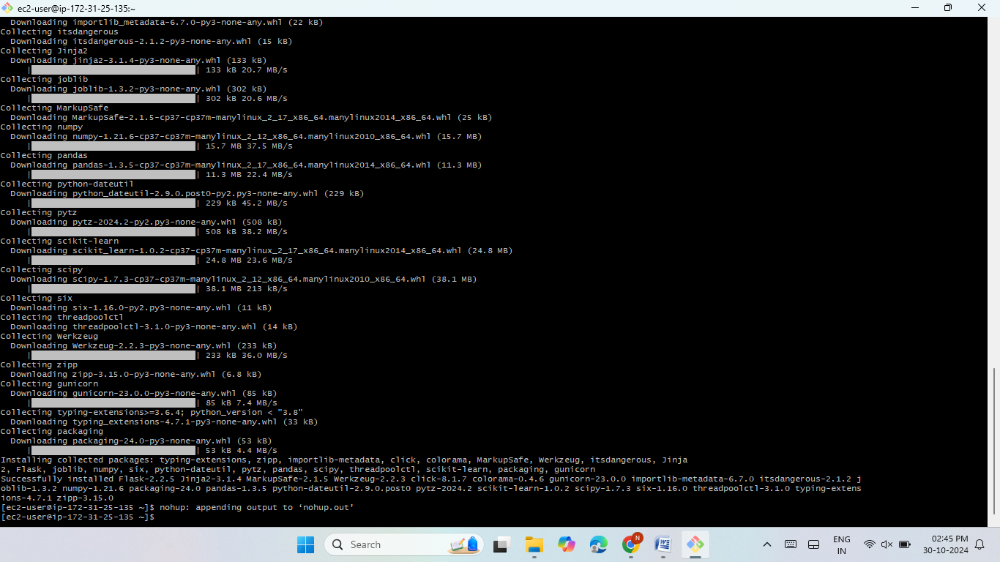 ec2-user@ip-172-31-25-135:~
  Downloading importlib_metadata-6.7.0-py3-none-any.whl (22 kB)
Collecting itsdangerous
  Downloading itsdangerous-2.1.2-py3-none-any.whl (15 kB)
Collecting Jinja2
  Downloading jinja2-3.1.4-py3-none-any.whl (133 kB)
     | | 133 kB 20.7 MB/s
Collecting joblib
  Downloading joblib-1.3.2-py3-none-any.whl (302 kB)
     | | 302 kB 20.6 MB/s
Collecting MarkupSafe
  Downloading MarkupSafe-2.1.5-cp37-cp37m-manylinux_2_17_x86_64.manylinux2014_x86_64.whl (25 kB)
Collecting numpy
  Downloading numpy-1.21.6-cp37-cp37m-manylinux_2_12_x86_64.manylinux2010_x86_64.whl (15.7 MB)
     | | 15.7 MB 37.5 MB/s
Collecting pandas
  Downloading pandas-1.3.5-cp37-cp37m-manylinux_2_17_x86_64.manylinux2014_x86_64.whl (11.3 MB)
     | | 11.3 MB 22.4 MB/s
Collecting python-dateutil
  Downloading python_dateutil-2.9.0.post0-py2.py3-none-any.whl (229 kB)
     | | 229 kB 45.2 MB/s
Collecting pytz
  Downloading pytz-2024.2-py2.py3-none-any.whl (508 kB)
     | | 508 kB 38.2 MB/s
Collecting scikit-learn
  Downloading scikit_learn-1.0.2-cp37-cp37m-manylinux_2_17_x86_64.manylinux2014_x86_64.whl (24.8 MB)
     | | 24.8 MB 23.6 MB/s
Collecting scipy
  Downloading scipy-1.7.3-cp37-cp37m-manylinux_2_12_x86_64.manylinux2010_x86_64.whl (38.1 MB)
     | | 38.1 MB 213 kB/s
Collecting six
  Downloading six-1.16.0-py2.py3-none-any.whl (11 kB)
Collecting threadpoolctl
  Downloading threadpoolctl-3.1.0-py3-none-any.whl (14 kB)
Collecting Werkzeug
  Downloading Werkzeug-2.2.3-py3-none-any.whl (233 kB)
     | | 233 kB 36.0 MB/s
Collecting zipp
  Downloading zipp-3.15.0-py3-none-any.whl (6.8 kB)
Collecting gunicorn
  Downloading gunicorn-23.0.0-py3-none-any.whl (85 kB)
     | | 85 kB 7.4 MB/s
Collecting typing-extensions>=3.6.4; python_version < "3.8"
  Downloading typing_extensions-4.7.1-py3-none-any.whl (33 kB)
Collecting packaging
  Downloading packaging-24.0-py3-none-any.whl (53 kB)
     | | 53 kB 4.4 MB/s
Installing collected packages: typing-extensions, zipp, importlib-metadata, click, colorama, MarkupSafe, Werkzeug, itsdangerous, Jinja
2, Flask, joblib, numpy, six, python-dateutil, pytz, pandas, scipy, threadpoolctl, scikit-learn, packaging, gunicorn
Successfully installed Flask-2.2.5 Jinja2-3.1.4 MarkupSafe-2.1.5 Werkzeug-2.2.3 click-8.1.7 colorama-0.4.6 gunicorn-23.0.0 importlib-metadata-6.7.0 itsdangerous-2.1.2 j
oblib-1.3.2 numpy-1.21.6 packaging-24.0 pandas-1.3.5 python-dateutil-2.9.0.post0 pytz-2024.2 scikit-learn-1.0.2 scipy-1.7.3 six-1.16.0 threadpoolctl-3.1.0 typing-extens
ions-4.7.1 zipp-3.15.0
[ec2-user@ip-172-31-25-135 ~]$ nohup: appending output to ‘nohup.out’
[ec2-user@ip-172-31-25-135 ~]$
Search
N
ENG
IN
02:45 PM
30-10-2024